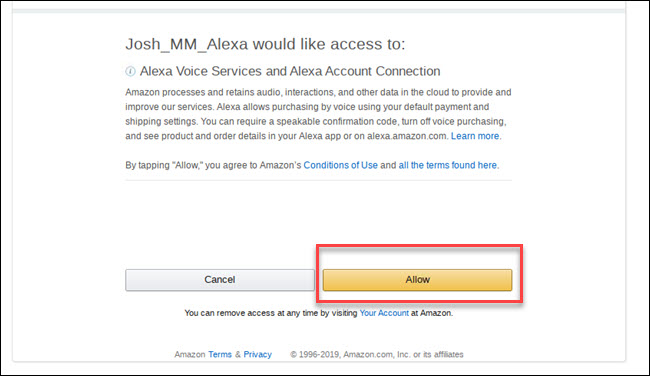 Josh_MM_Alexa would like access to:
Alexa Voice Services and Alexa Account Connection
Amazon processes and retains audio, interactions, and other data in the cloud to provide and
improve our services. Alexa allows purchasing by voice using your default payment and
shipping settings. You can require a speakable confirmation code, turn off voice purchasing,
and see product and order details in your Alexa app or on alexa.amazon.com. Learn more.
By tapping "Allow," you agree to Amazon's Conditions of Use and all the terms found here.
Cancel Allow
You can remove access at any time by visiting Your Account at Amazon.
Amazon Terms & Privacy © 1996-2019, Amazon.com, Inc. or its affiliates